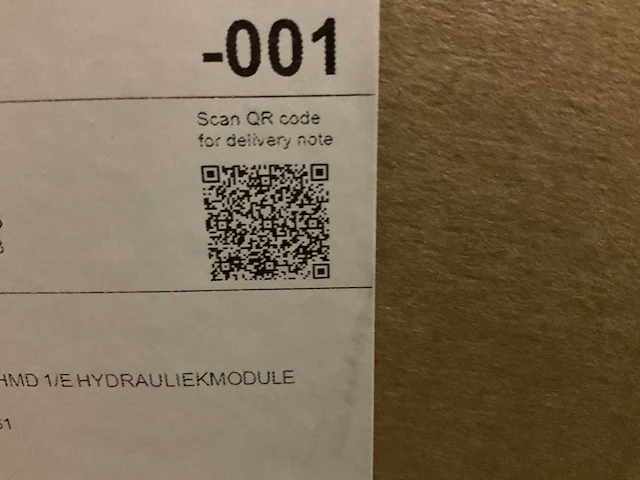 -001
Scan QR code
for delivery note
HMD 1/E HYDRAULIEKMODULE